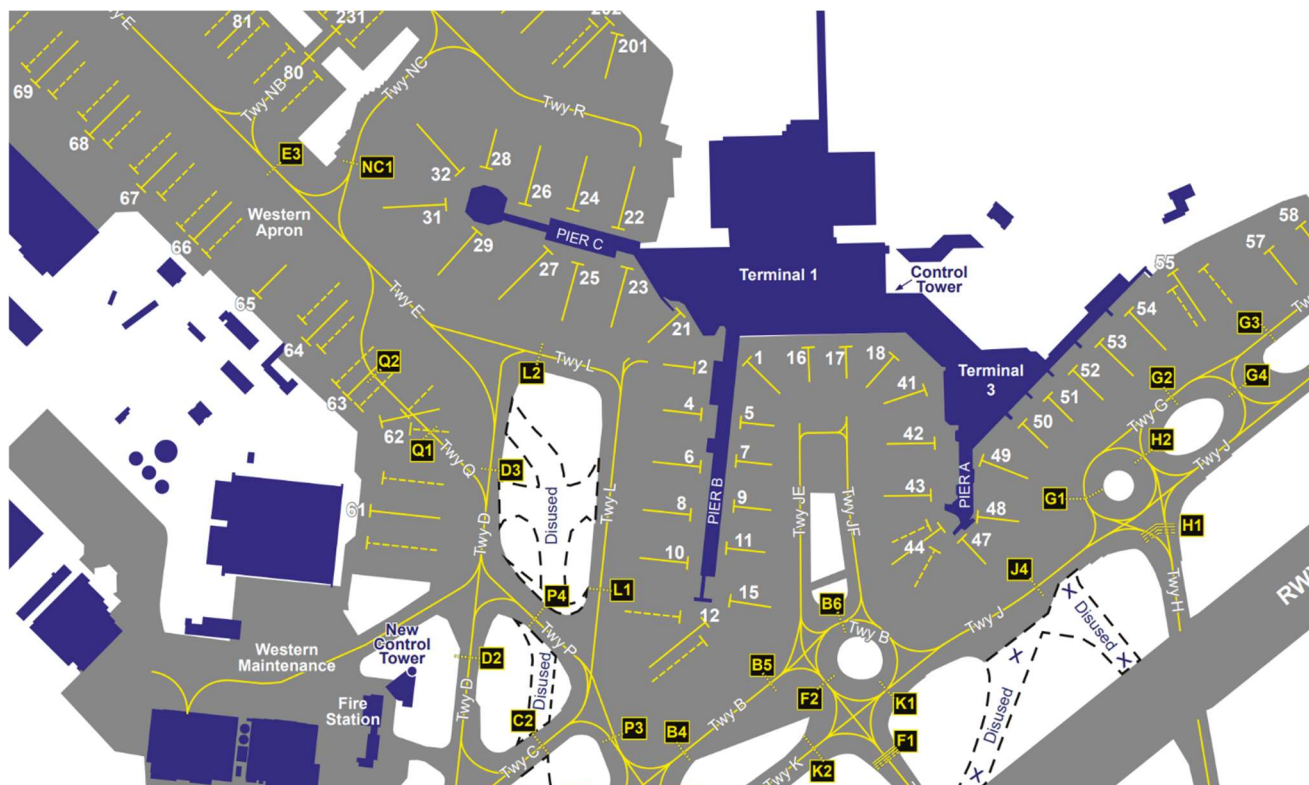 Twy E
81
231
202
201
69
80
Twy NB
Twy NC
Twy R
68
E3
NC1
32
28
26
24
22
67
31
PIER C
Western
Apron
29
27
25
23
66
Terminal 1
Control
Tower
58
57
55
65
Twy E
21
54
G3
64
Q2
L2
Twy L
2
1
16
17
18
Terminal
3
53
G2
G4
63
4
41
52
51
Twy G
62
Q1
5
42
50
H2
Twy J
Twy Q
D3
6
7
49
PIER A
G1
61
Disused
Twy L
8
PIER B
9
Twy JE
Twy JF
43
48
H1
Twy D
10
11
44
47
J4
P4
L1
12
15
B6
Twy H
RW
New
Control
Tower
Western
Maintenance
D2
Twy P
Twy B
Twy J
Disused
B5
F2
K1
Fire
Station
Twy D
Disused
C2
P3
B4
Twy B
Disused
F1
Twy C
Twy K
K2